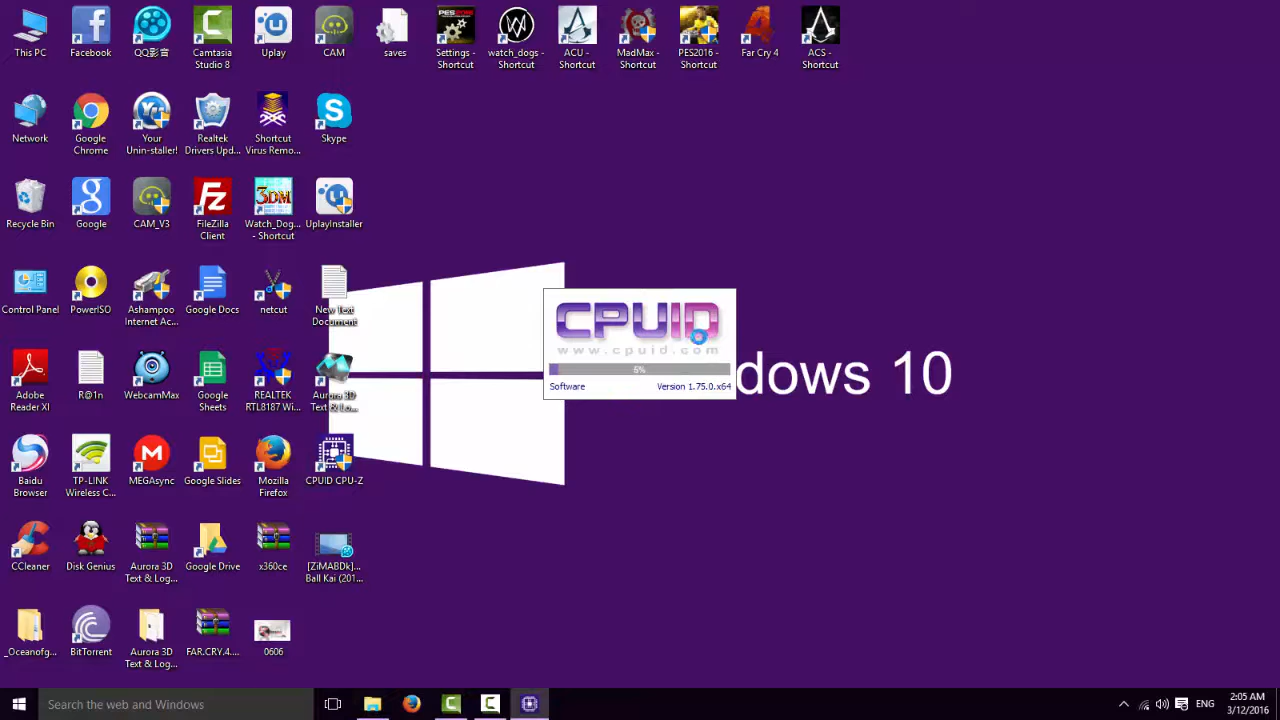 This PC
Facebook
QQ影音
Camtasia
Studio 8
Uplay
CAM
saves
Settings -
Shortcut
watch_dogs -
Shortcut
ACU -
Shortcut
MadMax -
Shortcut
PES2016 -
Shortcut
Far Cry 4
ACS -
Shortcut
Network
Google
Chrome
Your
Unin-staller!
Realtek
Drivers Upd...
Shortcut
Virus Remo...
Skype
Recycle Bin
Google
CAM_V3
FileZilla
Client
3DM
Watch_Dog...
- Shortcut
UplayInstaller
Control Panel
PowerISO
Ashampoo
Internet Ac...
Google Docs
netcut
New Text
Document
CPUID
www.cpuid.com
6%
Software
Version 1.75.0.x64
dows 10
Adobe
Reader XI
R@1n
WebcamMax
Google
Sheets
REALTEK
RTL8187 Wi...
Aurora 3D
Text & Lo...
Baidu
Browser
TP-LINK
Wireless C...
MEGAsync
Google Slides
Mozilla
Firefox
CPUID CPU-Z
CCleaner
Disk Genius
Aurora 3D
Text & Log...
Google Drive
x360ce
[ZiMABDk]...
Ball Kai (201...
_Oceanofg...
BitTorrent
Aurora 3D
Text & Log...
FAR.CRY.4....
0606
Search the web and Windows
ENG
2:05 AM
3/12/2016